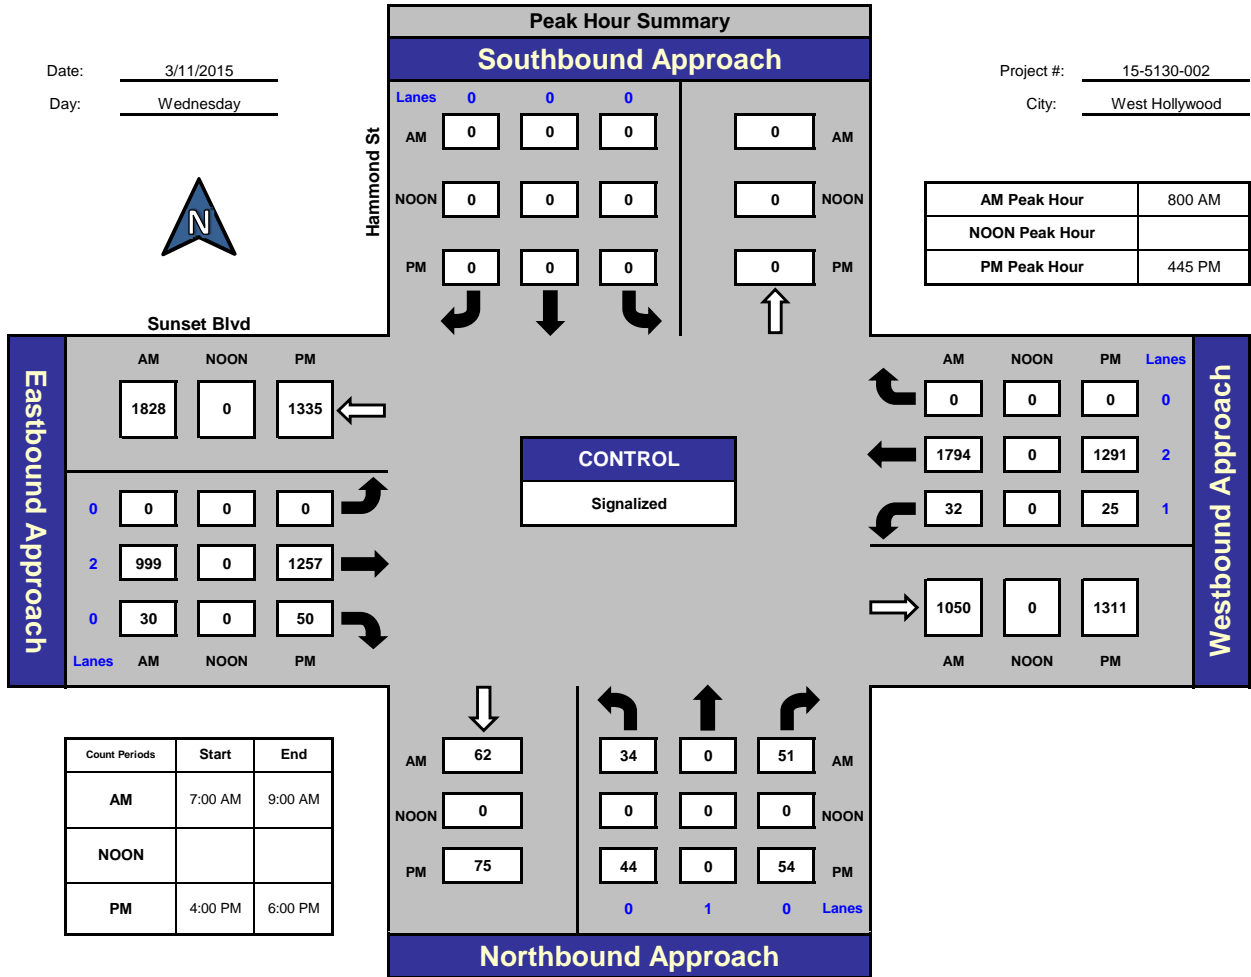 Peak Hour Summary
Southbound Approach
Date: 3/11/2015
Day: Wednesday
Project #: 15-5130-002
City: West Hollywood
N
Hammond St
Lanes 0 0 0
AM 0 0 0 0 AM
NOON 0 0 0 0 NOON
PM 0 0 0 0 PM
AM Peak Hour 800 AM
NOON Peak Hour
PM Peak Hour 445 PM
Sunset Blvd
Eastbound Approach
AM NOON PM
1828 0 1335
0 0 0 0
2 999 0 1257
0 30 0 50
Lanes AM NOON PM
CONTROL
Signalized
Westbound Approach
AM NOON PM Lanes
0 0 0 0
1794 0 1291 2
32 0 25 1
1050 0 1311
AM NOON PM
Count Periods Start End
AM 7:00 AM 9:00 AM
NOON
PM 4:00 PM 6:00 PM
AM 62 34 0 51 AM
NOON 0 0 0 0 NOON
PM 75 44 0 54 PM
0 1 0 Lanes
Northbound Approach